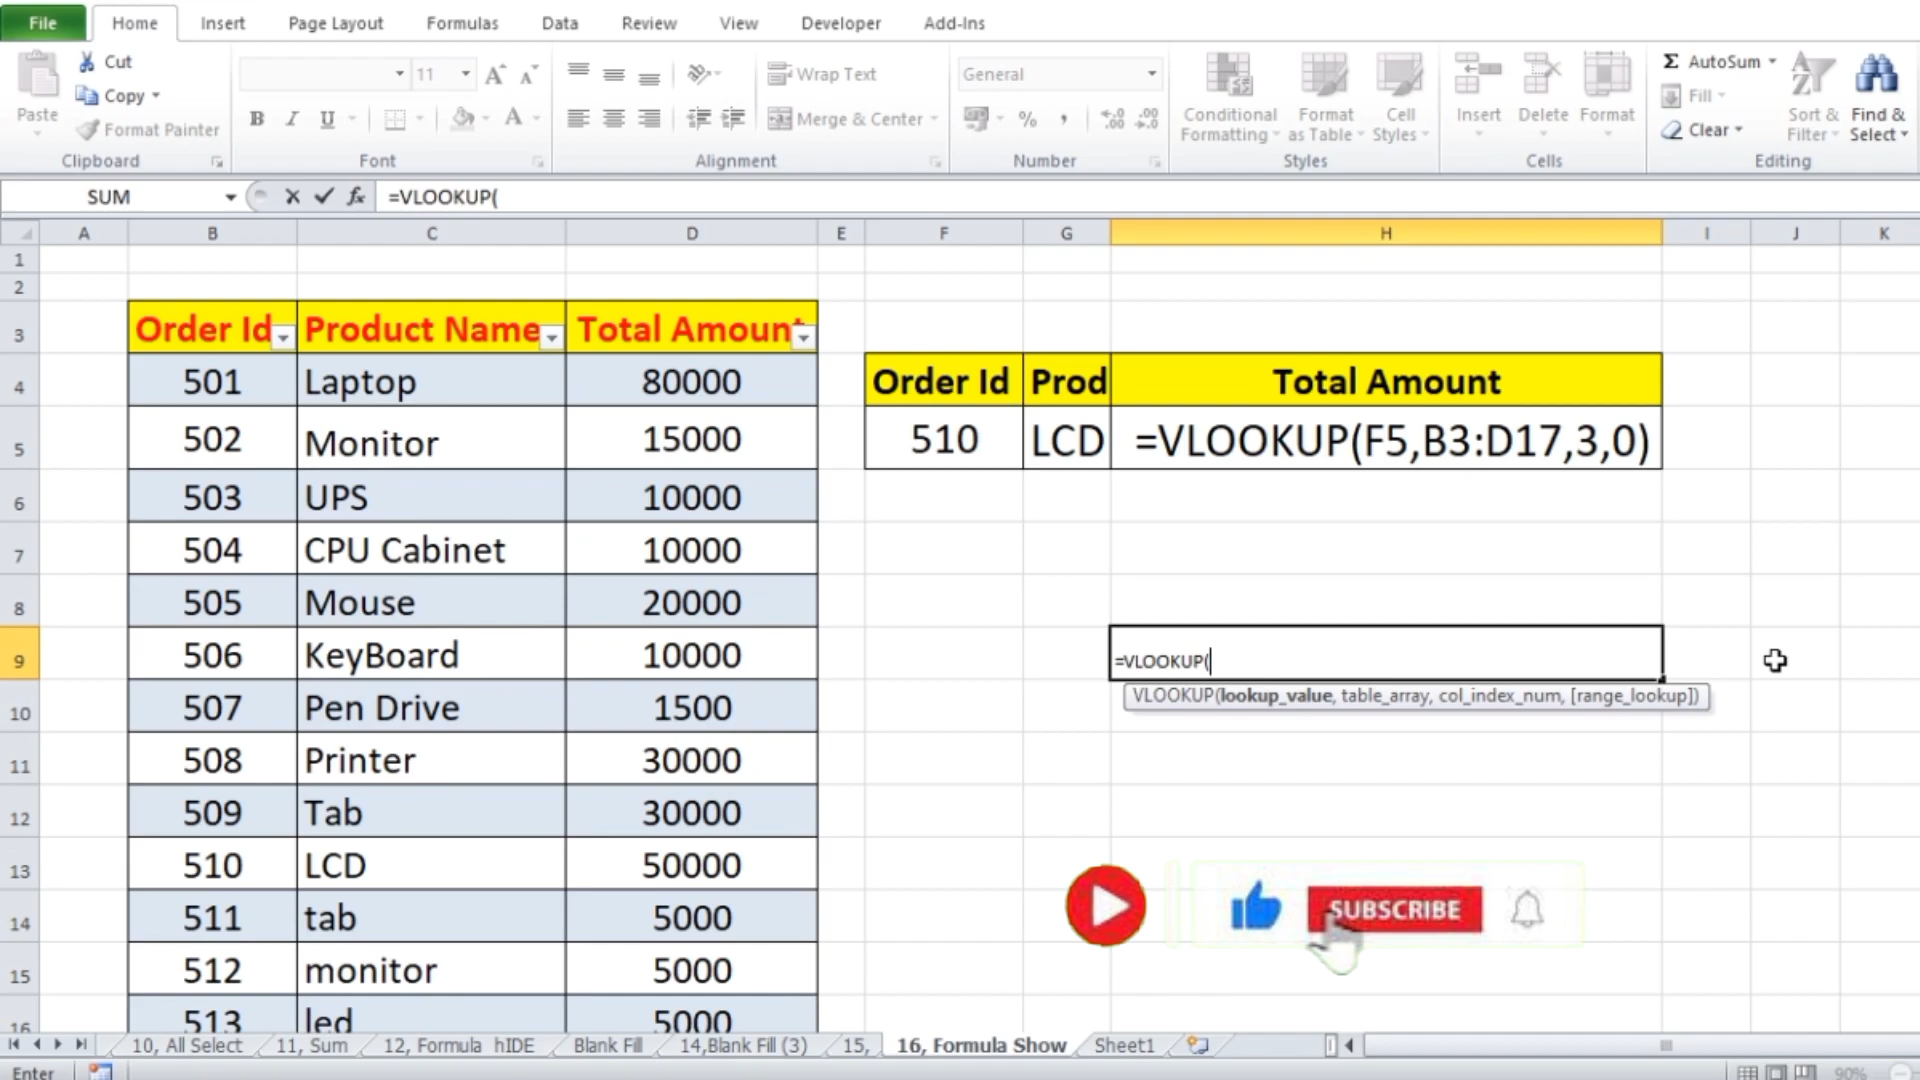 File Home Insert Page Layout Formulas Data Review View Developer Add-Ins
Paste Cut Copy Format Painter Clipboard
11 B I U A Font
Wrap Text Merge & Center Alignment
General % , Number
Conditional Formatting Format as Table Cell Styles Styles
Insert Delete Format Cells
Σ AutoSum Fill Clear Sort & Filter Find & Select Editing
SUM fx =VLOOKUP(
A B C D E F G H I J K
1
2
3 Order Id Product Name Total Amount
4 501 Laptop 80000 Order Id Prod Total Amount
5 502 Monitor 15000 510 LCD =VLOOKUP(F5,B3:D17,3,0)
6 503 UPS 10000
7 504 CPU Cabinet 10000
8 505 Mouse 20000
9 506 KeyBoard 10000 =VLOOKUP(
VLOOKUP(lookup_value, table_array, col_index_num, [range_lookup])
10 507 Pen Drive 1500
11 508 Printer 30000
12 509 Tab 30000
13 510 LCD 50000
SUBSCRIBE
14 511 tab 5000
15 512 monitor 5000
16 513 led 5000
10, All Select 11, Sum 12, Formula hIDE Blank Fill 14,Blank Fill (3) 15, 16, Formula Show Sheet1
Enter 90%